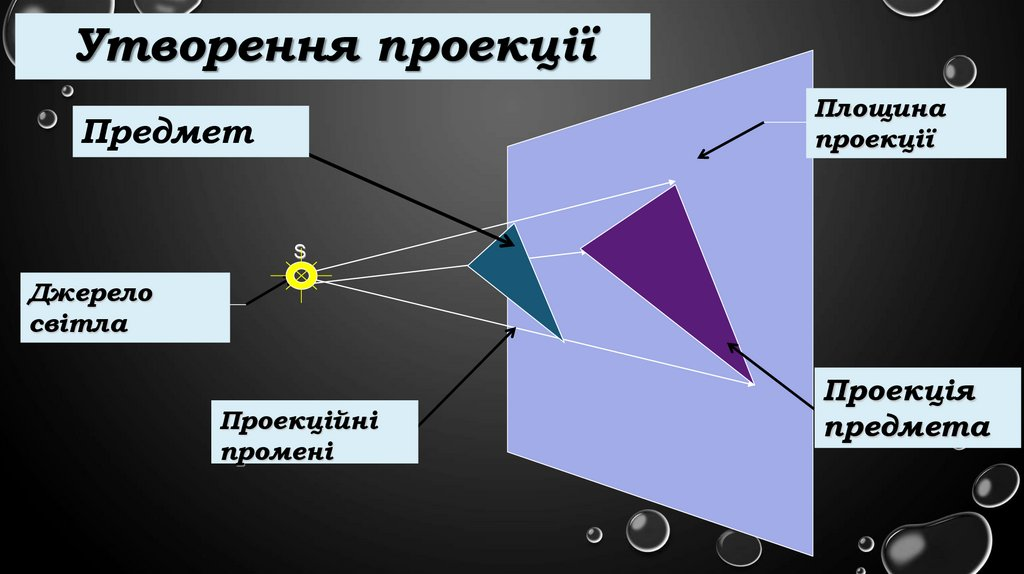 Утворення проекції
Предмет
Площина
проекції
S
Джерело
світла
Проекційні
промені
Проекція
предмета